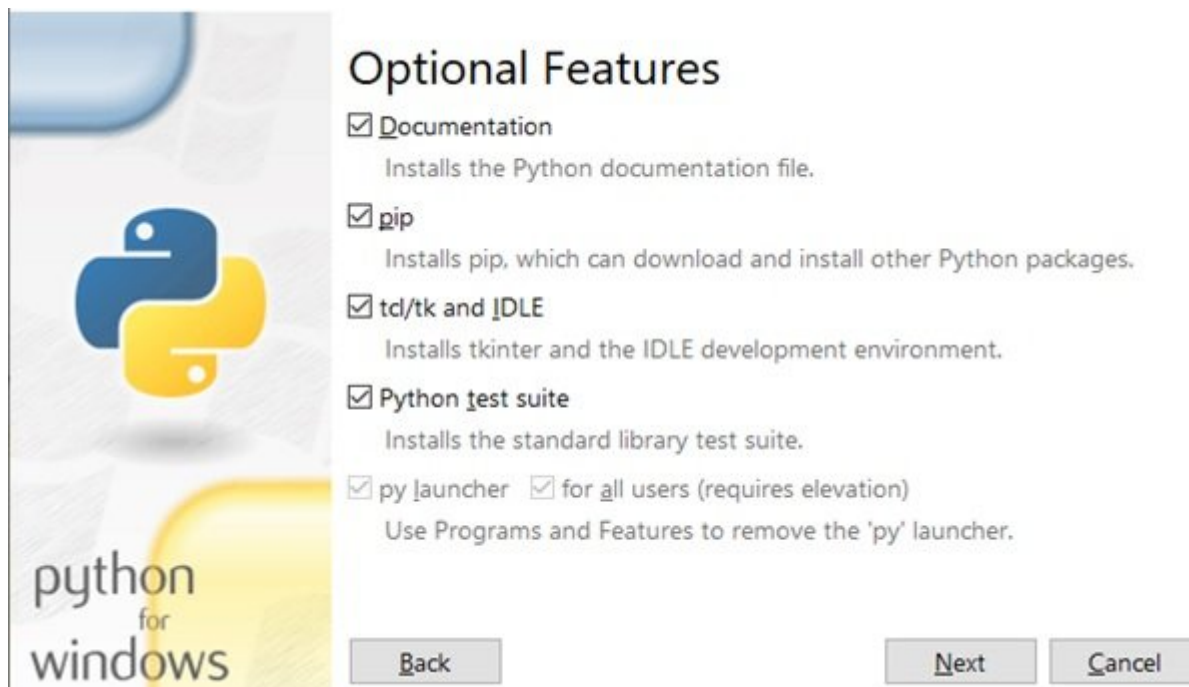 Optional Features
Documentation
Installs the Python documentation file.
pip
Installs pip, which can download and install other Python packages.
tcl/tk and IDLE
Installs tkinter and the IDLE development environment.
Python test suite
Installs the standard library test suite.
py launcher for all users (requires elevation)
Use Programs and Features to remove the 'py' launcher.
python
for
windows
Back Next Cancel